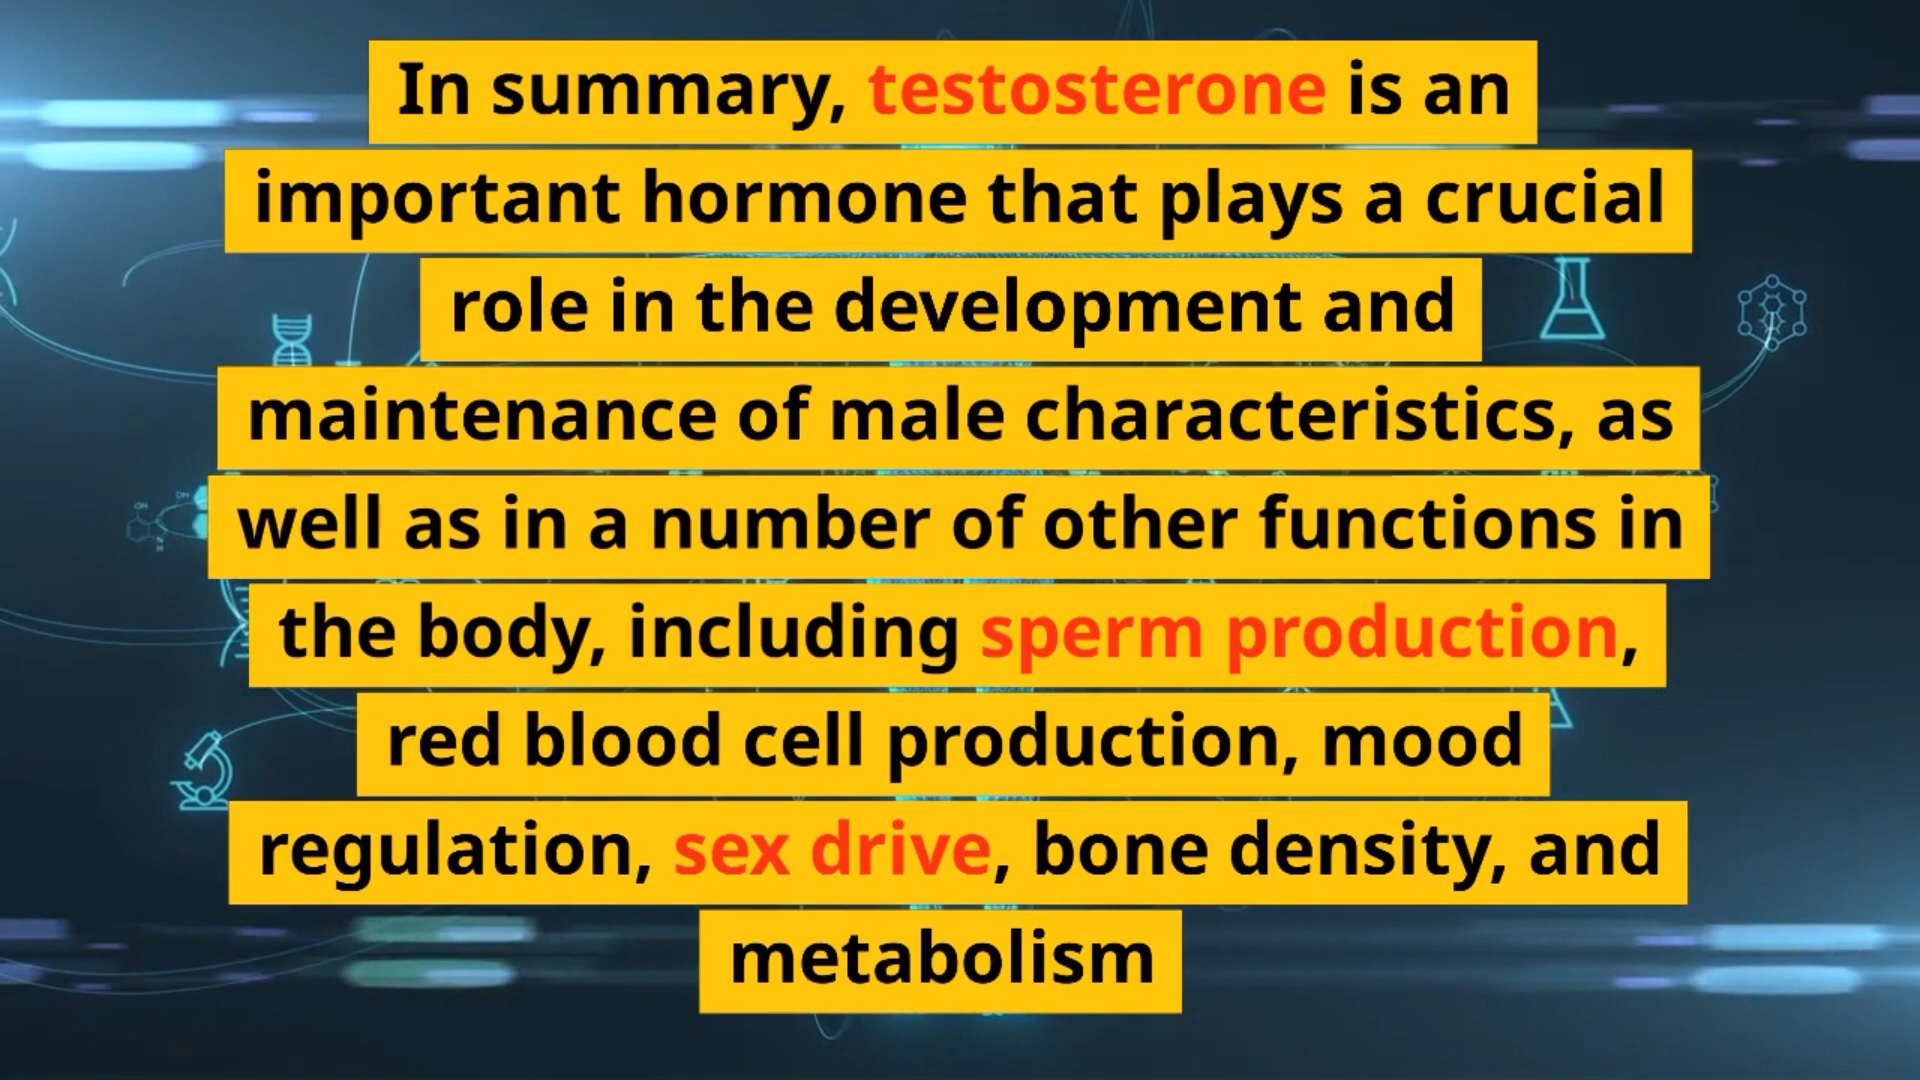 In summary, testosterone is an
important hormone that plays a crucial
role in the development and
maintenance of male characteristics, as
well as in a number of other functions in
the body, including sperm production,
red blood cell production, mood
regulation, sex drive, bone density, and
metabolism
OH
OH
N
H